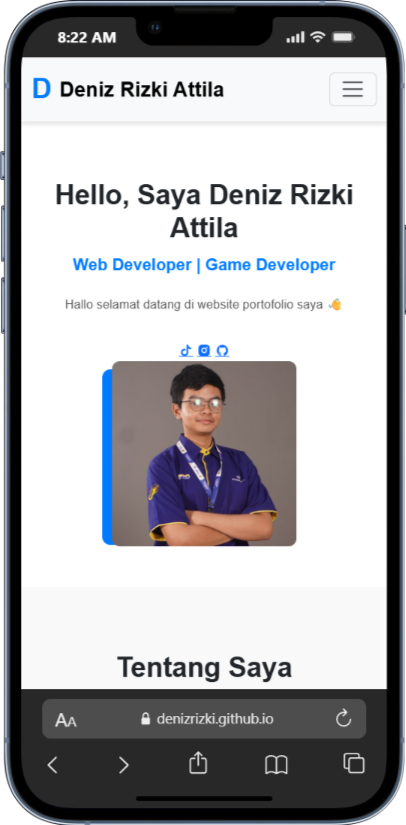 8:22 AM
D Deniz Rizki Attila
Hello, Saya Deniz Rizki
Attila
Web Developer | Game Developer
Hallo selamat datang di website portofolio saya 👋
Tentang Saya
AA denizrizki.github.io